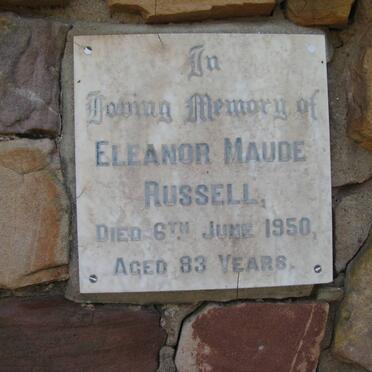 In
Loving Memory of
ELEANOR MAUDE
RUSSELL,
DIED 6TH JUNE 1950,
AGED 83 YEARS.